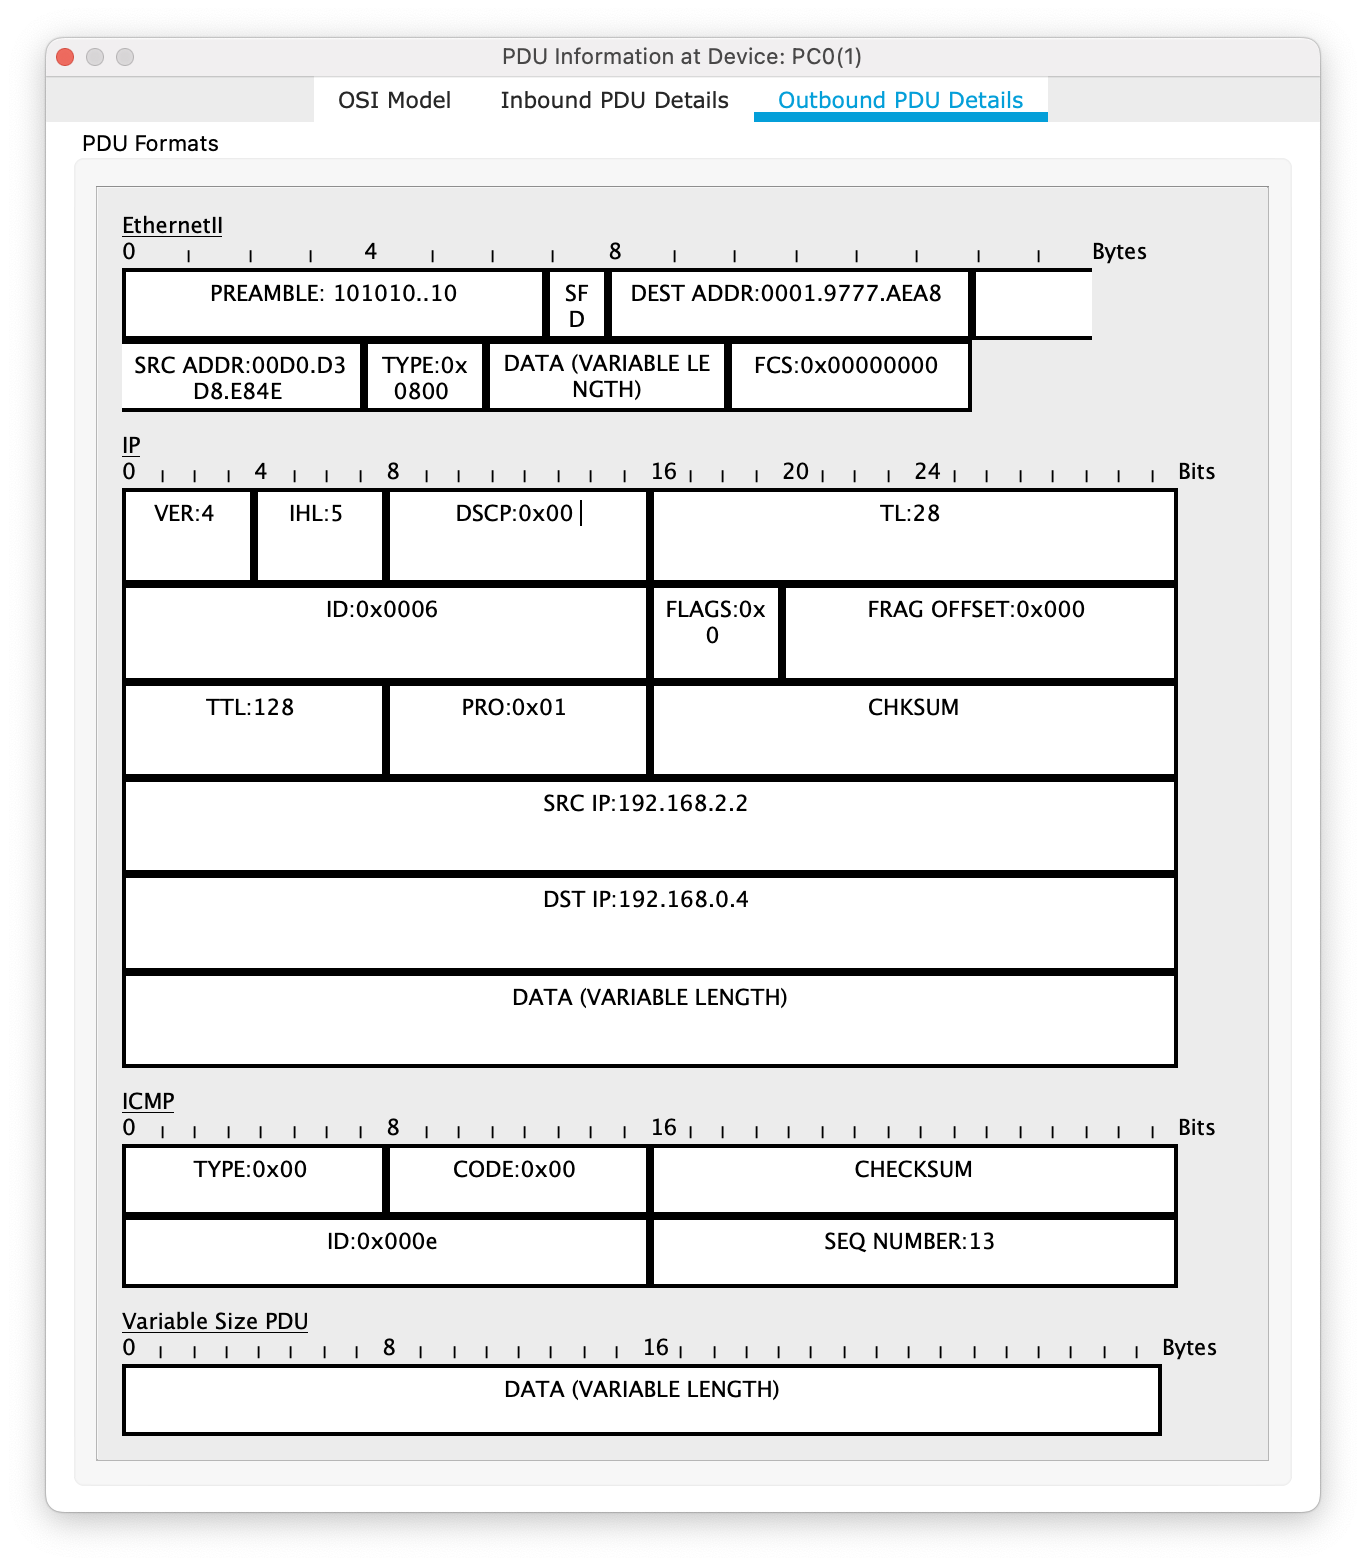 PDU Information at Device: PC0(1)
OSI Model Inbound PDU Details Outbound PDU Details
PDU Formats
EthernetII
0 4 8 Bytes
PREAMBLE: 101010..10 SF DEST ADDR:0001.9777.AEA8
D
SRC ADDR:00D0.D3 TYPE:0x DATA (VARIABLE LE FCS:0x00000000
D8.E84E 0800 NGTH)
IP
0 4 8 16 20 24 Bits
VER:4 IHL:5 DSCP:0x00 TL:28
ID:0x0006 FLAGS:0x FRAG OFFSET:0x000
0
TTL:128 PRO:0x01 CHKSUM
SRC IP:192.168.2.2
DST IP:192.168.0.4
DATA (VARIABLE LENGTH)
ICMP
0 8 16 Bits
TYPE:0x00 CODE:0x00 CHECKSUM
ID:0x000e SEQ NUMBER:13
Variable Size PDU
0 8 16 Bytes
DATA (VARIABLE LENGTH)